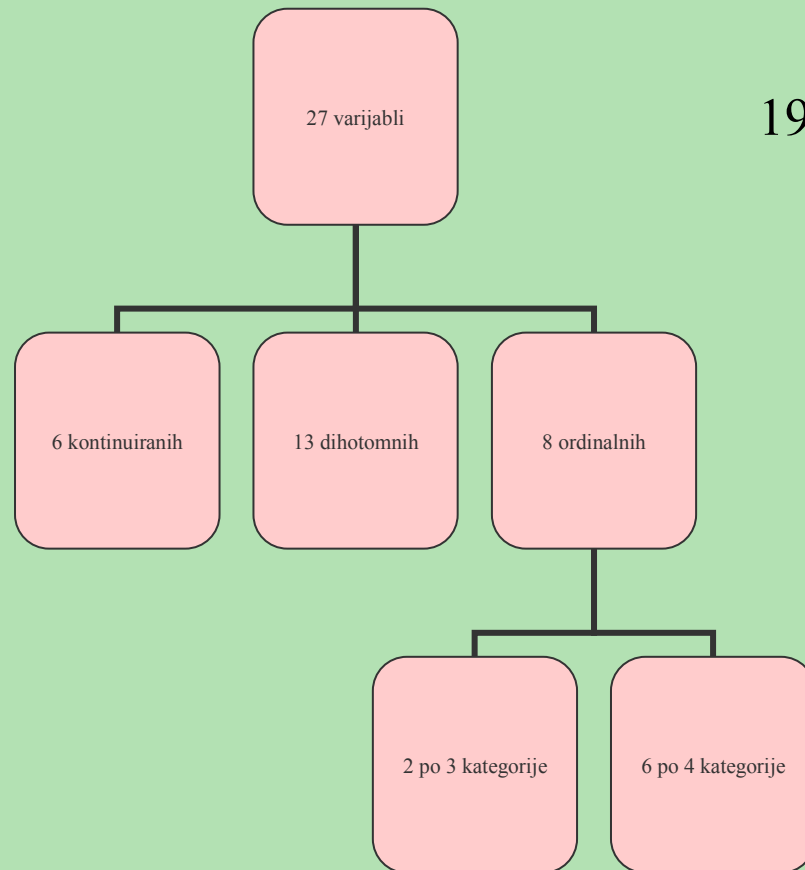 27 varijabli
19
6 kontinuiranih
13 dihotomnih
8 ordinalnih
2 po 3 kategorije
6 po 4 kategorije